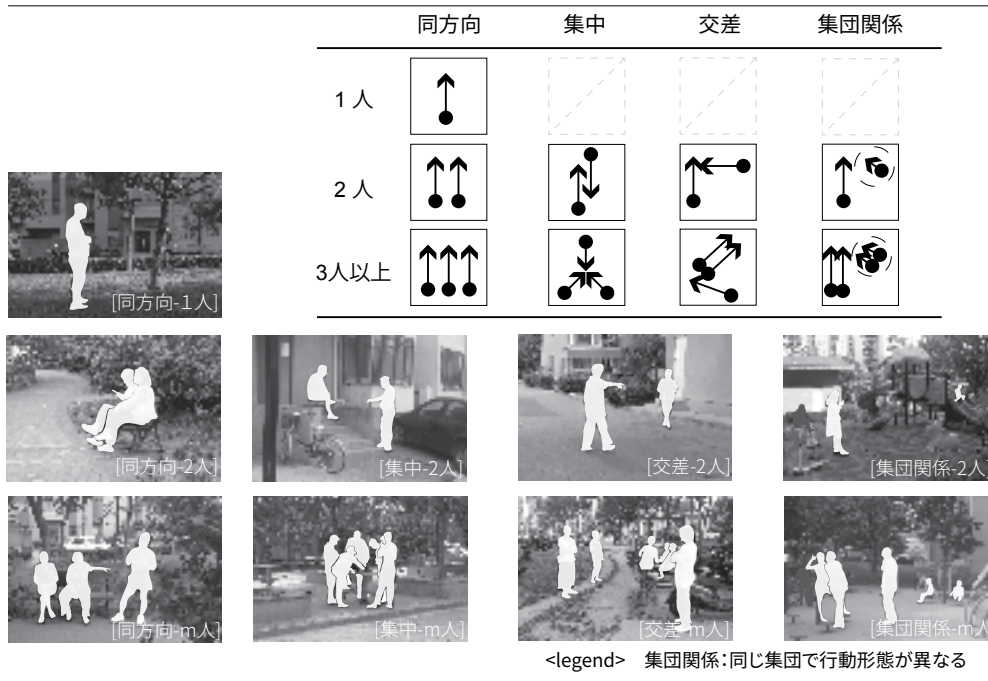 同方向 集中 交差 集団関係
1人
2人
3人以上
[同方向-1人]
[同方向-2人] [集中-2人] [交差-2人] [集団関係-2人]
[同方向-m人] [集中-m人] [交差-m人] [集団関係-m人
<legend> 集団関係：同じ集団で行動形態が異なる